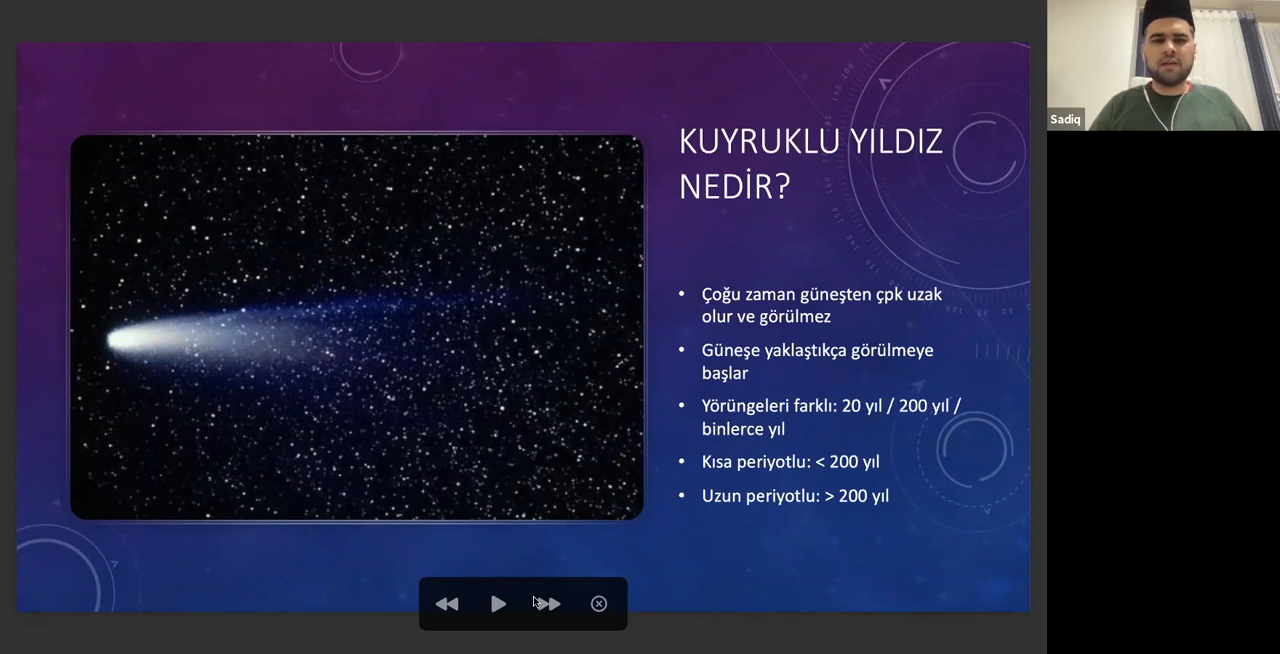 KUYRUKLU YILDIZ
NEDİR?
• Çoğu zaman güneşten çpk uzak
olur ve görülmez
• Güneşe yaklaştıkça görülmeye
başlar
• Yörüngeleri farklı: 20 yıl / 200 yıl /
binlerce yıl
• Kısa periyotlu: < 200 yıl
• Uzun periyotlu: > 200 yıl
Sadiq